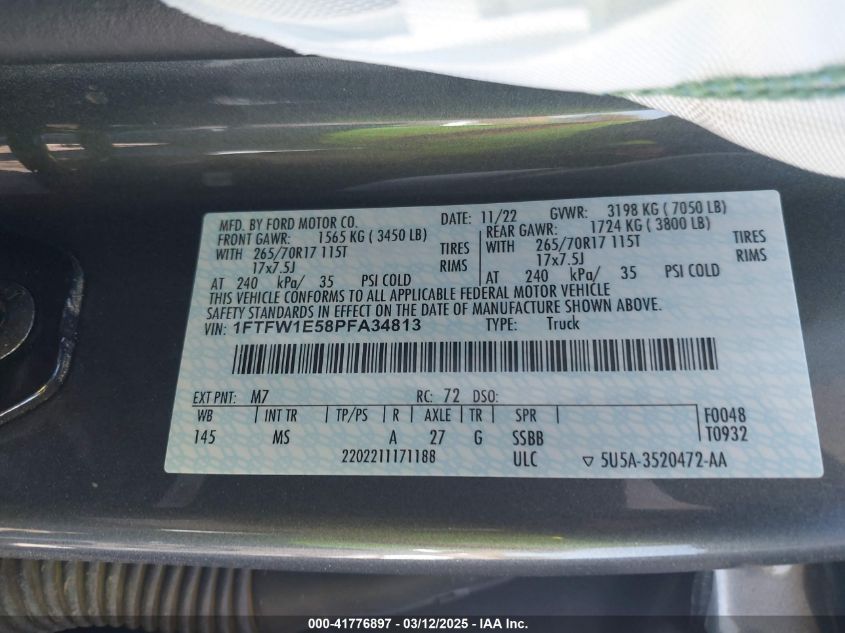 MFD. BY FORD MOTOR CO. DATE: 11/22 GVWR: 3198 KG ( 7050 LB)
FRONT GAWR: 1565 KG ( 3450 LB) REAR GAWR: 1724 KG ( 3800 LB)
WITH 265/70R17 115T TIRES WITH 265/70R17 115T TIRES
17x7.5J RIMS 17x7.5J RIMS
AT 240 kPa/ 35 PSI COLD AT 240 kPa/ 35 PSI COLD
THIS VEHICLE CONFORMS TO ALL APPLICABLE FEDERAL MOTOR VEHICLE
SAFETY STANDARDS IN EFFECT ON THE DATE OF MANUFACTURE SHOWN ABOVE.
VIN: 1FTFW1E58PFA34813 TYPE: Truck
EXT PNT: M7 RC: 72 DSO:
WB INT TR TP/PS R AXLE TR SPR F0048
145 MS A 27 G SSBB T0932
2202211171188 ULC ▽ 5U5A-3520472-AA
000-41776897 - 03/12/2025 - IAA Inc.